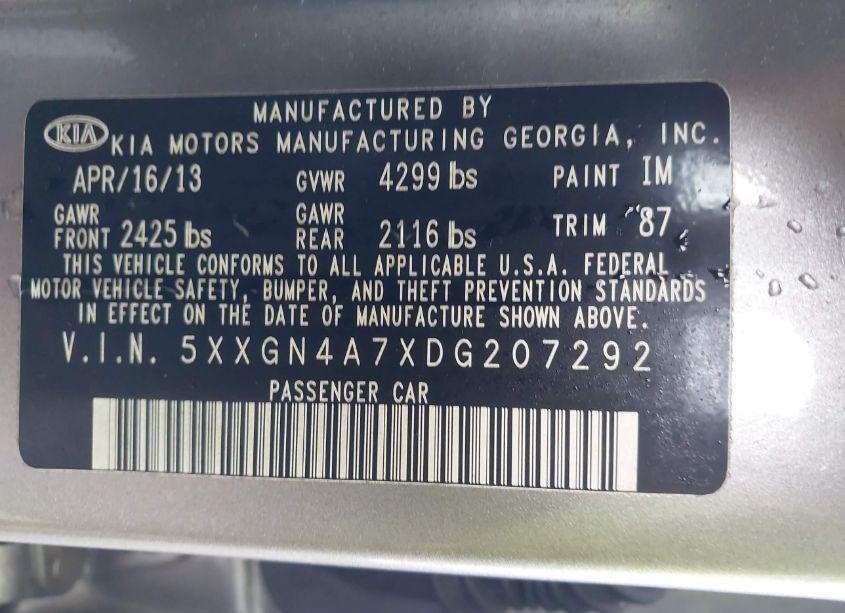 MANUFACTURED BY
KIA KIA MOTORS MANUFACTURING GEORGIA, INC.
APR/16/13 GVWR 4299 lbs PAINT IM
GAWR FRONT 2425 lbs GAWR REAR 2116 lbs TRIM 87
THIS VEHICLE CONFORMS TO ALL APPLICABLE U.S.A. FEDERAL
MOTOR VEHICLE SAFETY, BUMPER, AND THEFT PREVENTION STANDARDS
IN EFFECT ON THE DATE OF MANUFACTURE SHOWN ABOVE.
V.I.N. 5XXGN4A7XDG207292
PASSENGER CAR